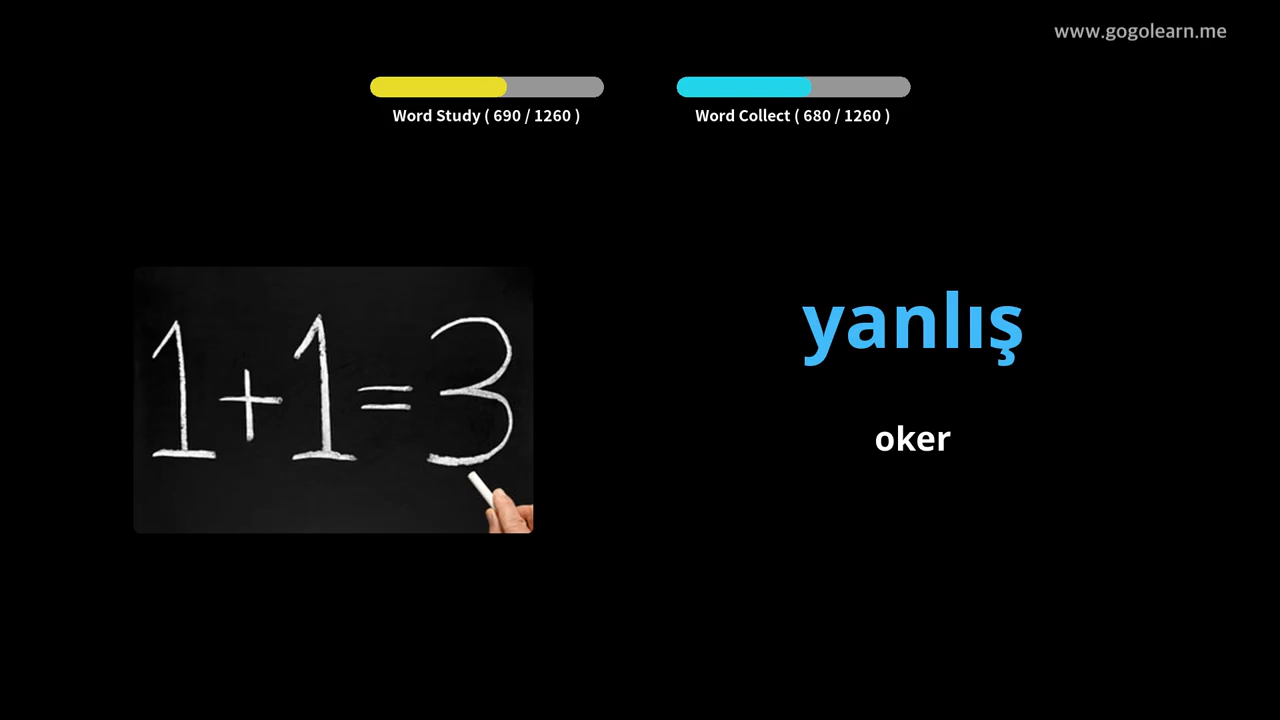 www.gogolearn.me
Word Study ( 690 / 1260 )
Word Collect ( 680 / 1260 )
1+1=3
yanlış
oker